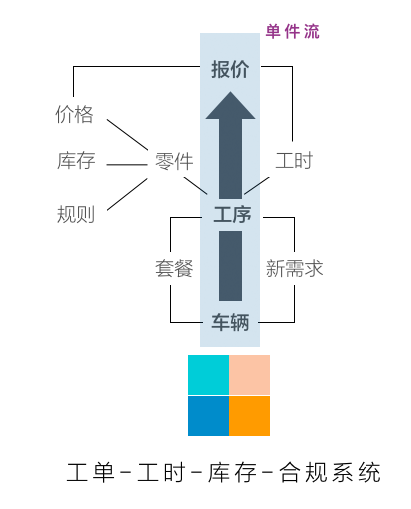 单件流
报价
价格
库存
零件
工时
规则
工序
套餐
新需求
车辆
工单-工时-库存-合规系统